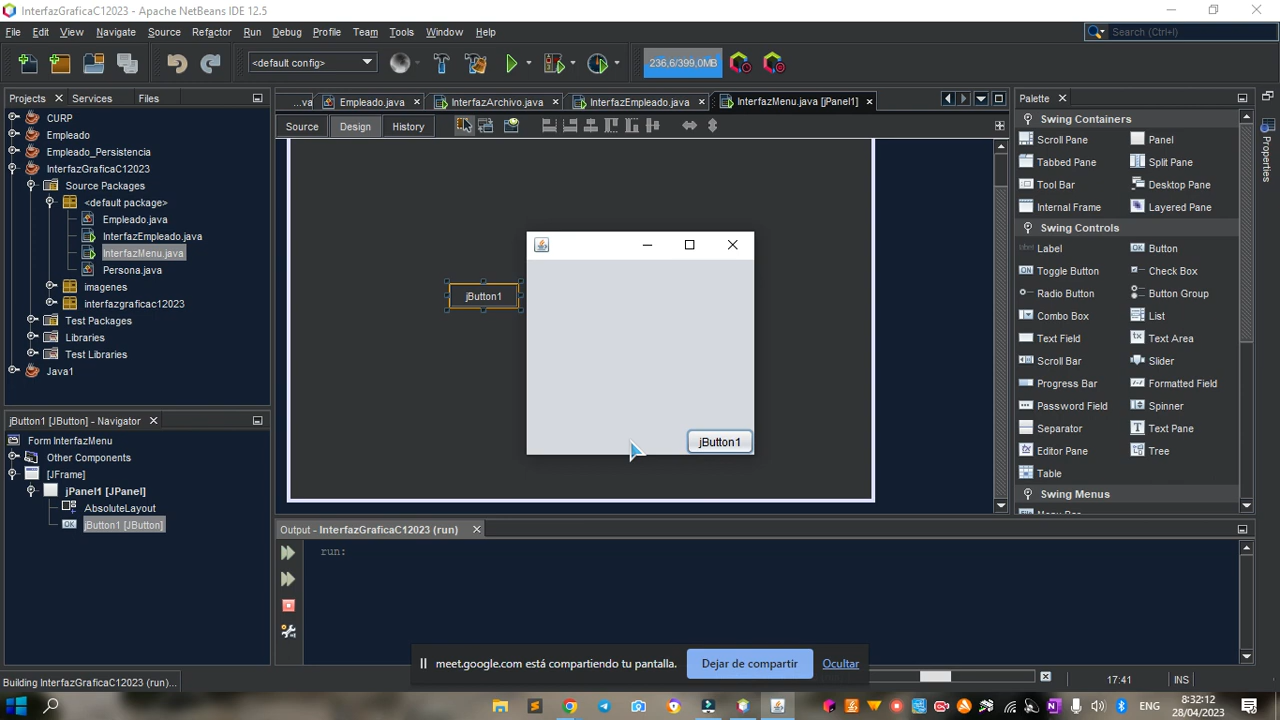 InterfazGraficaC12023 - Apache NetBeans IDE 12.5
File Edit View Navigate Source Refactor Run Debug Profile Team Tools Window Help
Search (Ctrl+I)
<default config>
236,6/399,0MB
Projects Services Files
CURP
Empleado
Empleado_Persistencia
InterfazGraficaC12023
Source Packages
<default package>
Empleado.java
InterfazEmpleado.java
InterfazMenu.java
Persona.java
imagenes
interfazgraficac12023
Test Packages
Libraries
Test Libraries
Java1
jButton1 [JButton] - Navigator
Form InterfazMenu
Other Components
[JFrame]
jPanel1 [JPanel]
AbsoluteLayout
jButton1 [JButton]
...va Empleado.java InterfazArchivo.java InterfazEmpleado.java InterfazMenu.java [jPanel1]
Source Design History
jButton1
jButton1
Output - InterfazGraficaC12023 (run)
run:
Palette
Swing Containers
Scroll Pane Panel
Tabbed Pane Split Pane
Tool Bar Desktop Pane
Internal Frame Layered Pane
Swing Controls
Label Button
Toggle Button Check Box
Radio Button Button Group
Combo Box List
Text Field Text Area
Scroll Bar Slider
Progress Bar Formatted Field
Password Field Spinner
Separator Text Pane
Editor Pane Tree
Table
Swing Menus
Properties
meet.google.com está compartiendo tu pantalla. Dejar de compartir Ocultar
Building InterfazGraficaC12023 (run)...
17:41 INS
ENG
8:32:12
28/04/2023